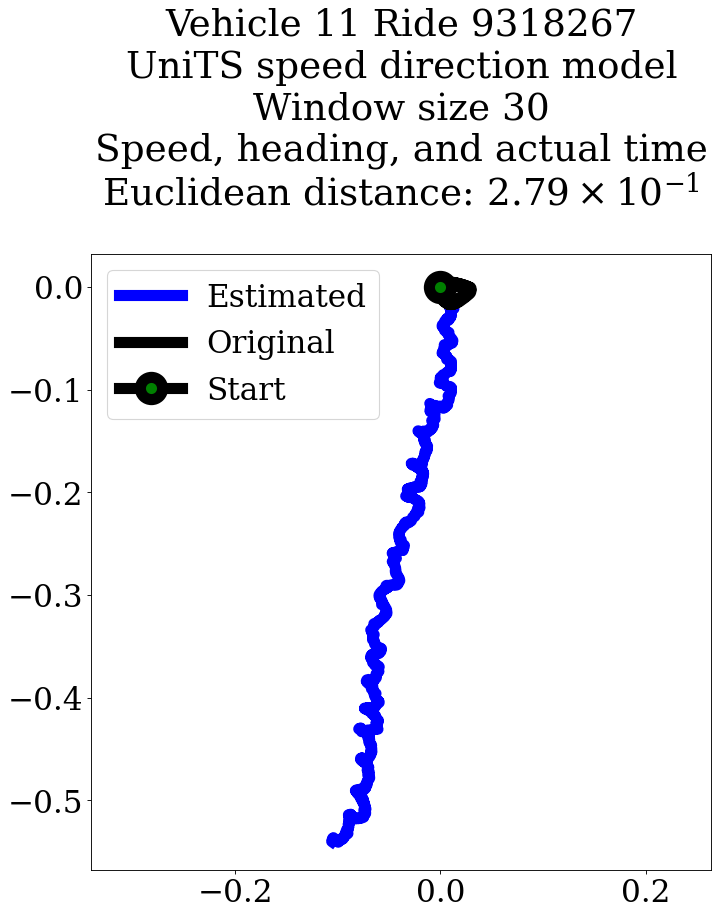 Vehicle 11 Ride 9318267
UniTS speed direction model
Window size 30
Speed, heading, and actual time
Euclidean distance: 2.79 × 10⁻¹
Estimated
Original
Start
0.0
−0.1
−0.2
−0.3
−0.4
−0.5
−0.2
0.0
0.2